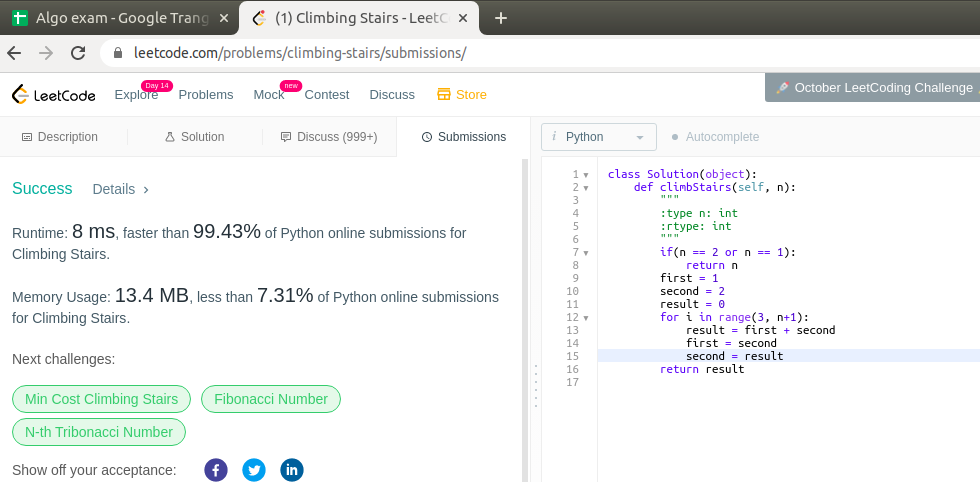 Algo exam - Google Trang
(1) Climbing Stairs - LeetC
leetcode.com/problems/climbing-stairs/submissions/
LeetCode
Explore
Day 14
Problems
Mock
new
Contest
Discuss
Store
October LeetCoding Challenge
Description
Solution
Discuss (999+)
Submissions
i Python
Autocomplete
Success Details >
Runtime: 8 ms, faster than 99.43% of Python online submissions for
Climbing Stairs.
Memory Usage: 13.4 MB, less than 7.31% of Python online submissions
for Climbing Stairs.
Next challenges:
Min Cost Climbing Stairs
Fibonacci Number
N-th Tribonacci Number
Show off your acceptance:
f
in
1 class Solution(object):
2     def climbStairs(self, n):
3         """
4         :type n: int
5         :rtype: int
6         """
7         if(n == 2 or n == 1):
8             return n
9         first = 1
10         second = 2
11         result = 0
12         for i in range(3, n+1):
13             result = first + second
14             first = second
15             second = result
16         return result
17